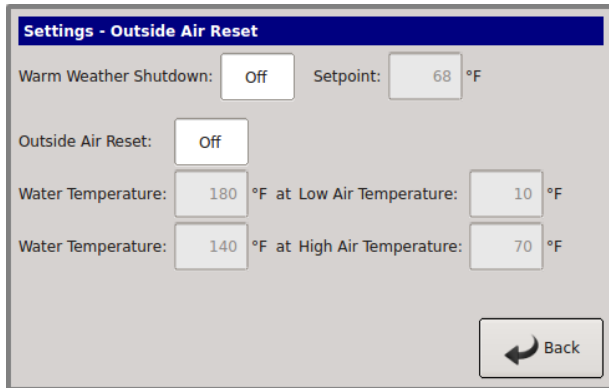 Settings - Outside Air Reset
Warm Weather Shutdown: Off Setpoint: 68 °F
Outside Air Reset: Off
Water Temperature: 180 °F at Low Air Temperature: 10 °F
Water Temperature: 140 °F at High Air Temperature: 70 °F
Back